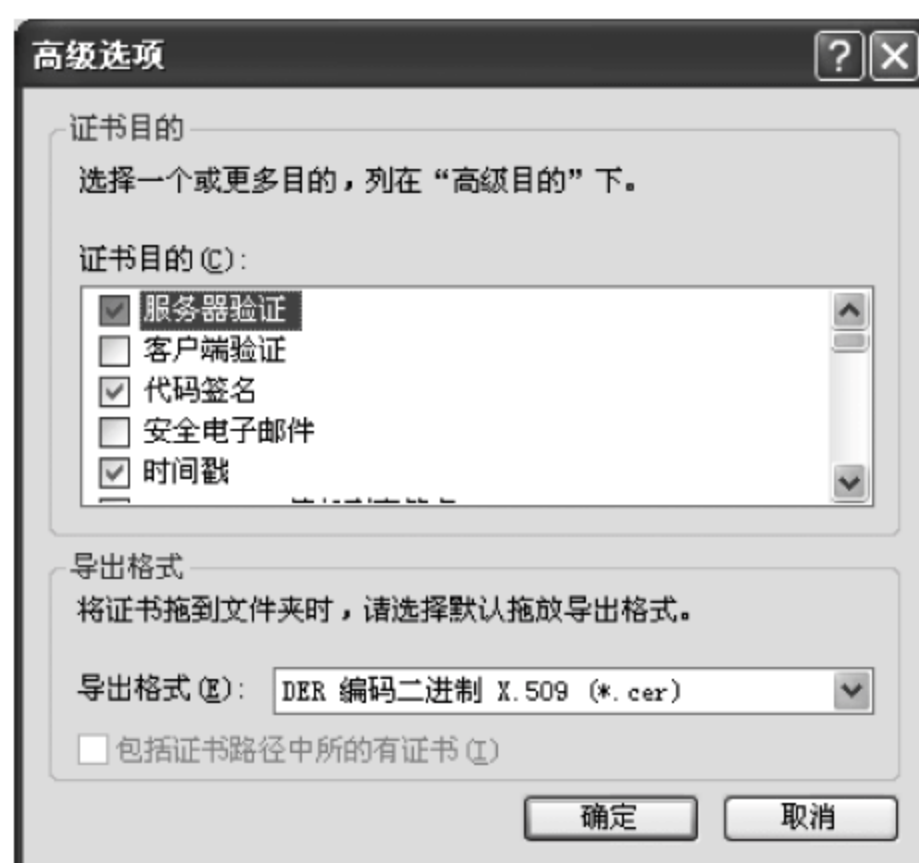 高级选项
证书目的
选择一个或更多目的，列在“高级目的”下。
证书目的(C):
服务器验证
客户端验证
代码签名
安全电子邮件
时间戳
导出格式
将证书拖到文件夹时，请选择默认拖放导出格式。
导出格式(E):
DER 编码二进制 X.509 (*.cer)
包括证书路径中所的有证书(I)
确定
取消